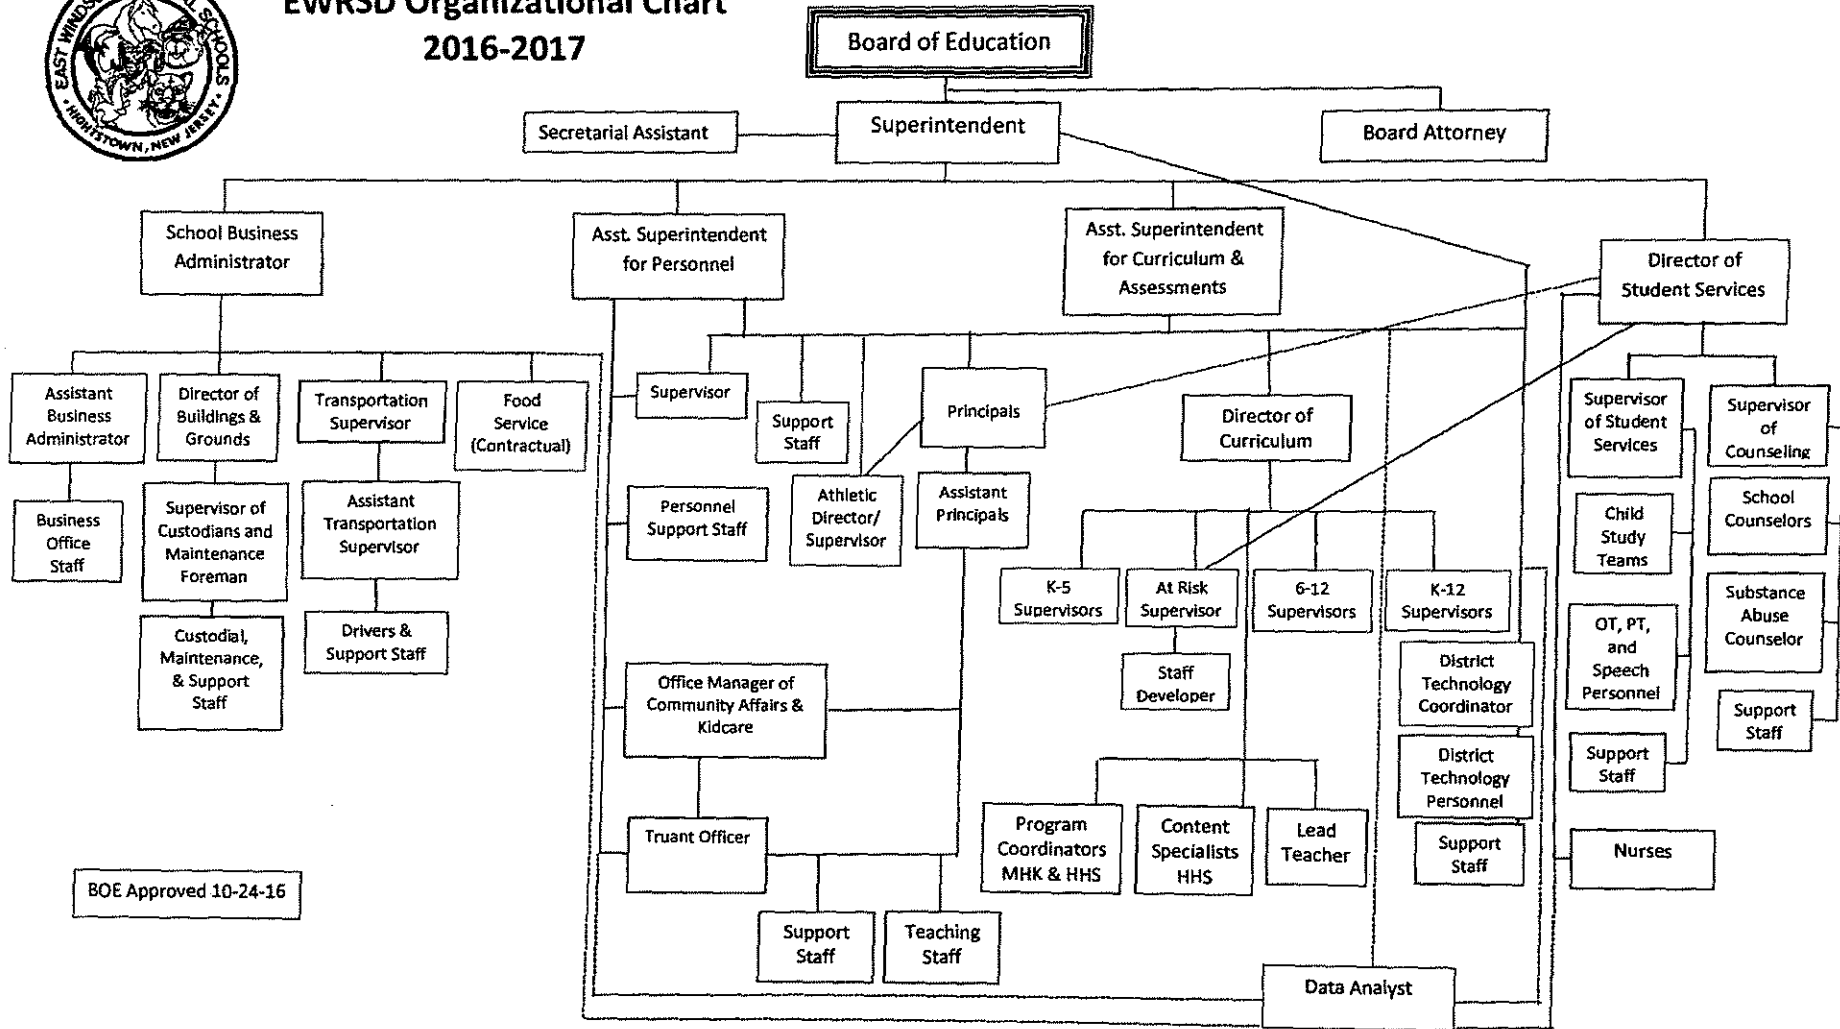 EWRSD Organizational Chart
2016-2017
EAST WINDS
L SCHOOLS
HIGHTSTOWN, NEW JERSEY
Board of Education
Secretarial Assistant
Superintendent
Board Attorney
School Business
Administrator
Asst. Superintendent
for Personnel
Asst. Superintendent
for Curriculum &
Assessments
Director of
Student Services
Assistant
Business
Administrator
Director of
Buildings &
Grounds
Transportation
Supervisor
Food
Service
(Contractual)
Supervisor
Support
Staff
Principals
Director of
Curriculum
Supervisor
of Student
Services
Supervisor
of
Counseling
Business
Office
Staff
Supervisor of
Custodians and
Maintenance
Foreman
Assistant
Transportation
Supervisor
Personnel
Support Staff
Athletic
Director/
Supervisor
Assistant
Principals
Child
Study
Teams
School
Counselors
K-5
Supervisors
At Risk
Supervisor
6-12
Supervisors
K-12
Supervisors
Substance
Abuse
Counselor
Custodial,
Maintenance,
& Support
Staff
Drivers &
Support Staff
OT, PT,
and
Speech
Personnel
Office Manager of
Community Affairs &
Kidcare
Staff
Developer
District
Technology
Coordinator
Support
Staff
District
Technology
Personnel
Support
Staff
Truant Officer
Program
Coordinators
MHK & HHS
Content
Specialists
HHS
Lead
Teacher
Support
Staff
Nurses
BOE Approved 10-24-16
Support
Staff
Teaching
Staff
Data Analyst